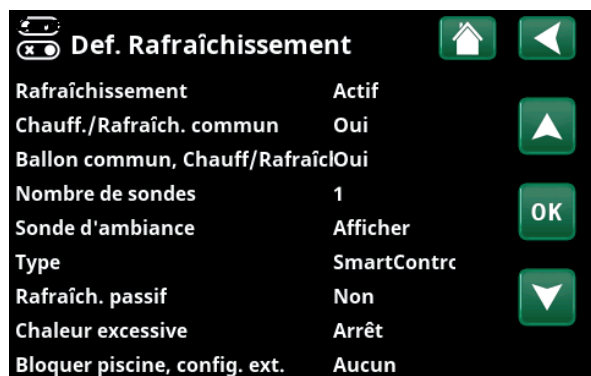 Def. Rafraîchissement
Rafraîchissement Actif
Chauff./Rafraîch. commun Oui
Ballon commun, Chauff/Rafraîcl Oui
Nombre de sondes 1
Sonde d'ambiance Afficher
OK
Type SmartContrc
Rafraîch. passif Non
Chaleur excessive Arrêt
Bloquer piscine, config. ext. Aucun